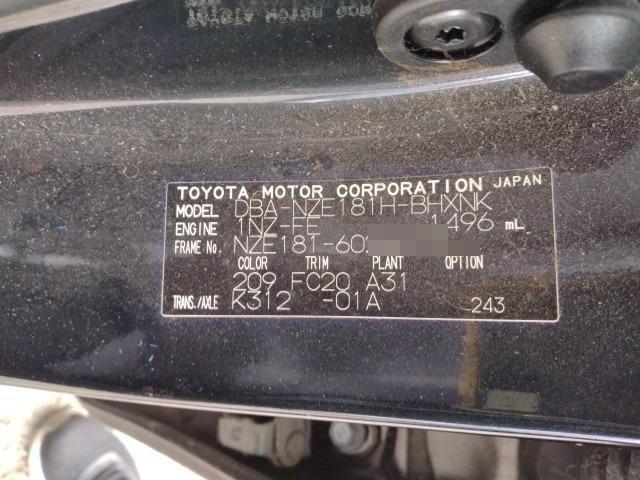 TOYOTA MOTOR CORPORATION JAPAN
MODEL DBA-NZE181H-BHXNK
ENGINE 1NZ-FE 1496 mL
FRAME No. NZE181-60
COLOR TRIM PLANT OPTION
209 FC20 A31
TRANS./AXLE K312 -01A 243